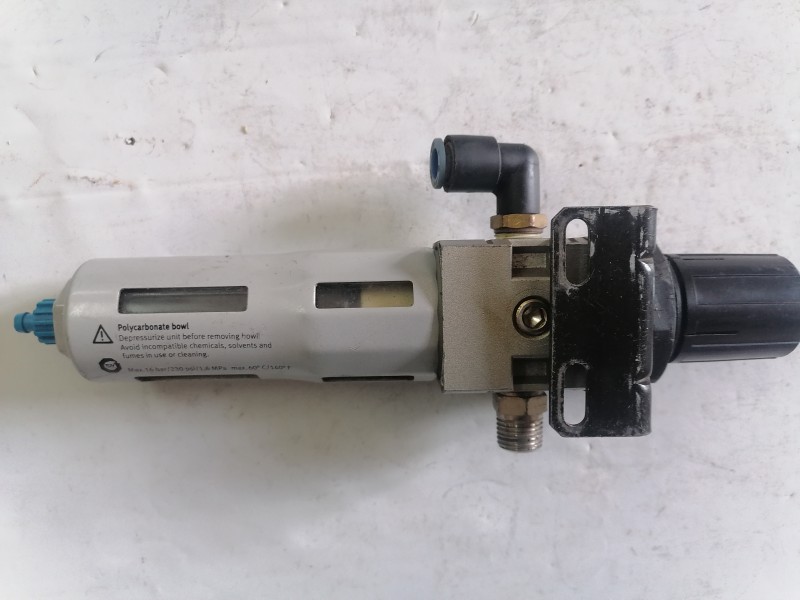 Polycarbonate bowl
Depressurize unit before removing bowl!
Avoid incompatible chemicals, solvents and
fumes in use or cleaning.
Max. 16 bar/230 psi/1,6 MPa max. 60° C/140° F